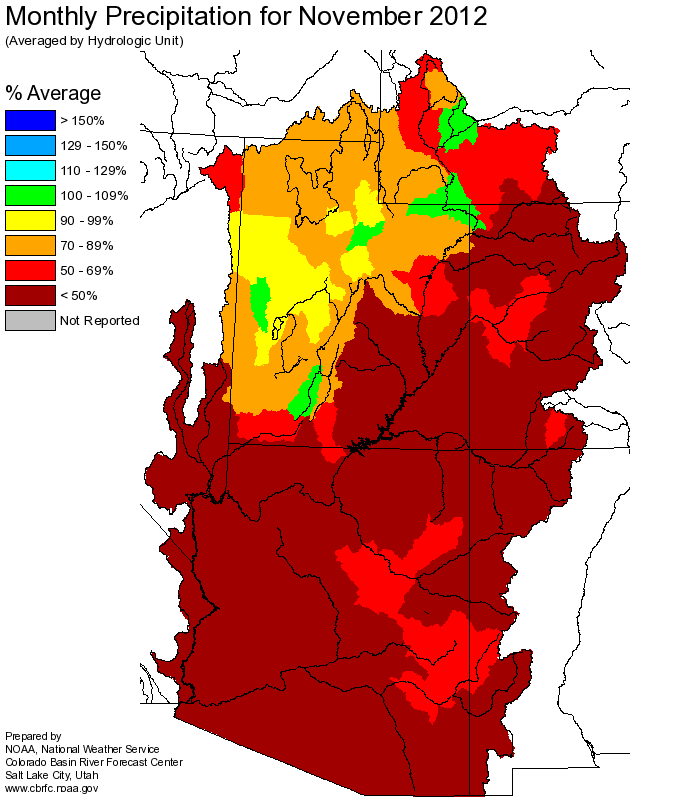 Monthly Precipitation for November 2012
(Averaged by Hydrologic Unit)
% Average
> 150%
129 - 150%
110 - 129%
100 - 109%
90 - 99%
70 - 89%
50 - 69%
< 50%
Not Reported
Prepared by
NOAA, National Weather Service
Colorado Basin River Forecast Center
Salt Lake City, Utah
www.cbrfc.noaa.gov